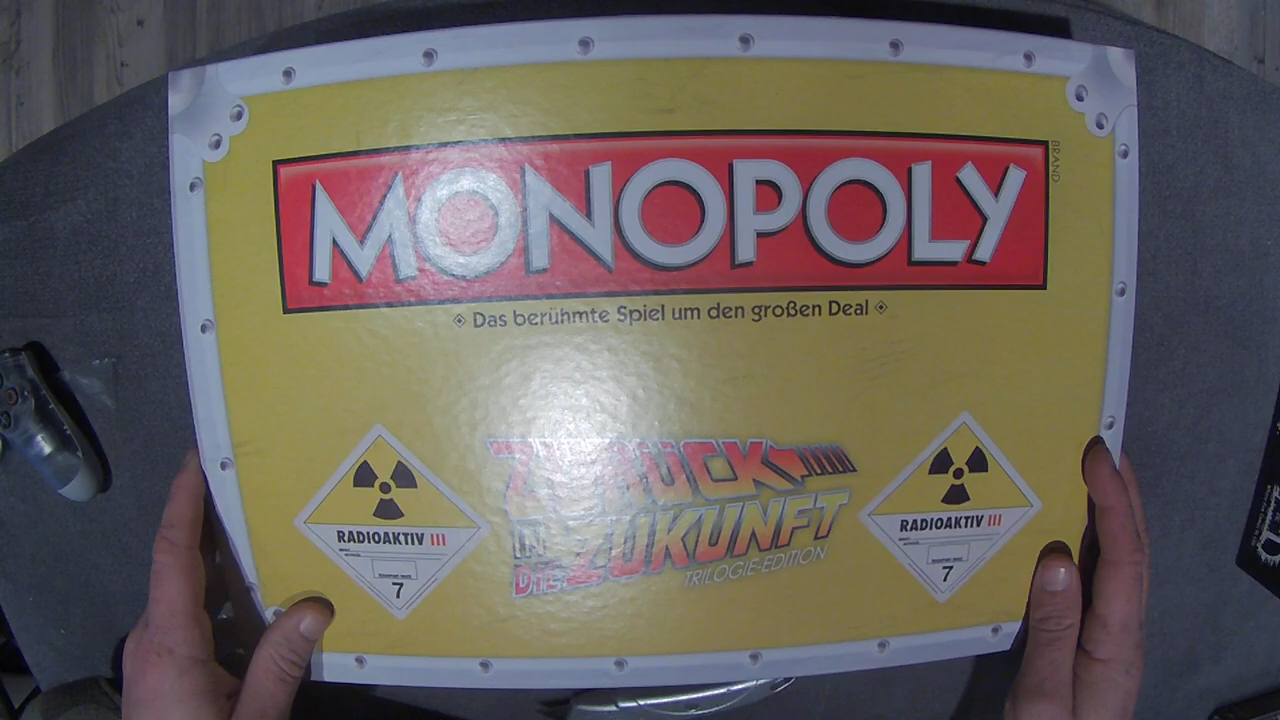 MONOPOLY
BRAND
Das berühmte Spiel um den großen Deal
ZURÜCK
IN
DIE ZUKUNFT
TRILOGIE-EDITION
RADIOAKTIV III
7
RADIOAKTIV III
7